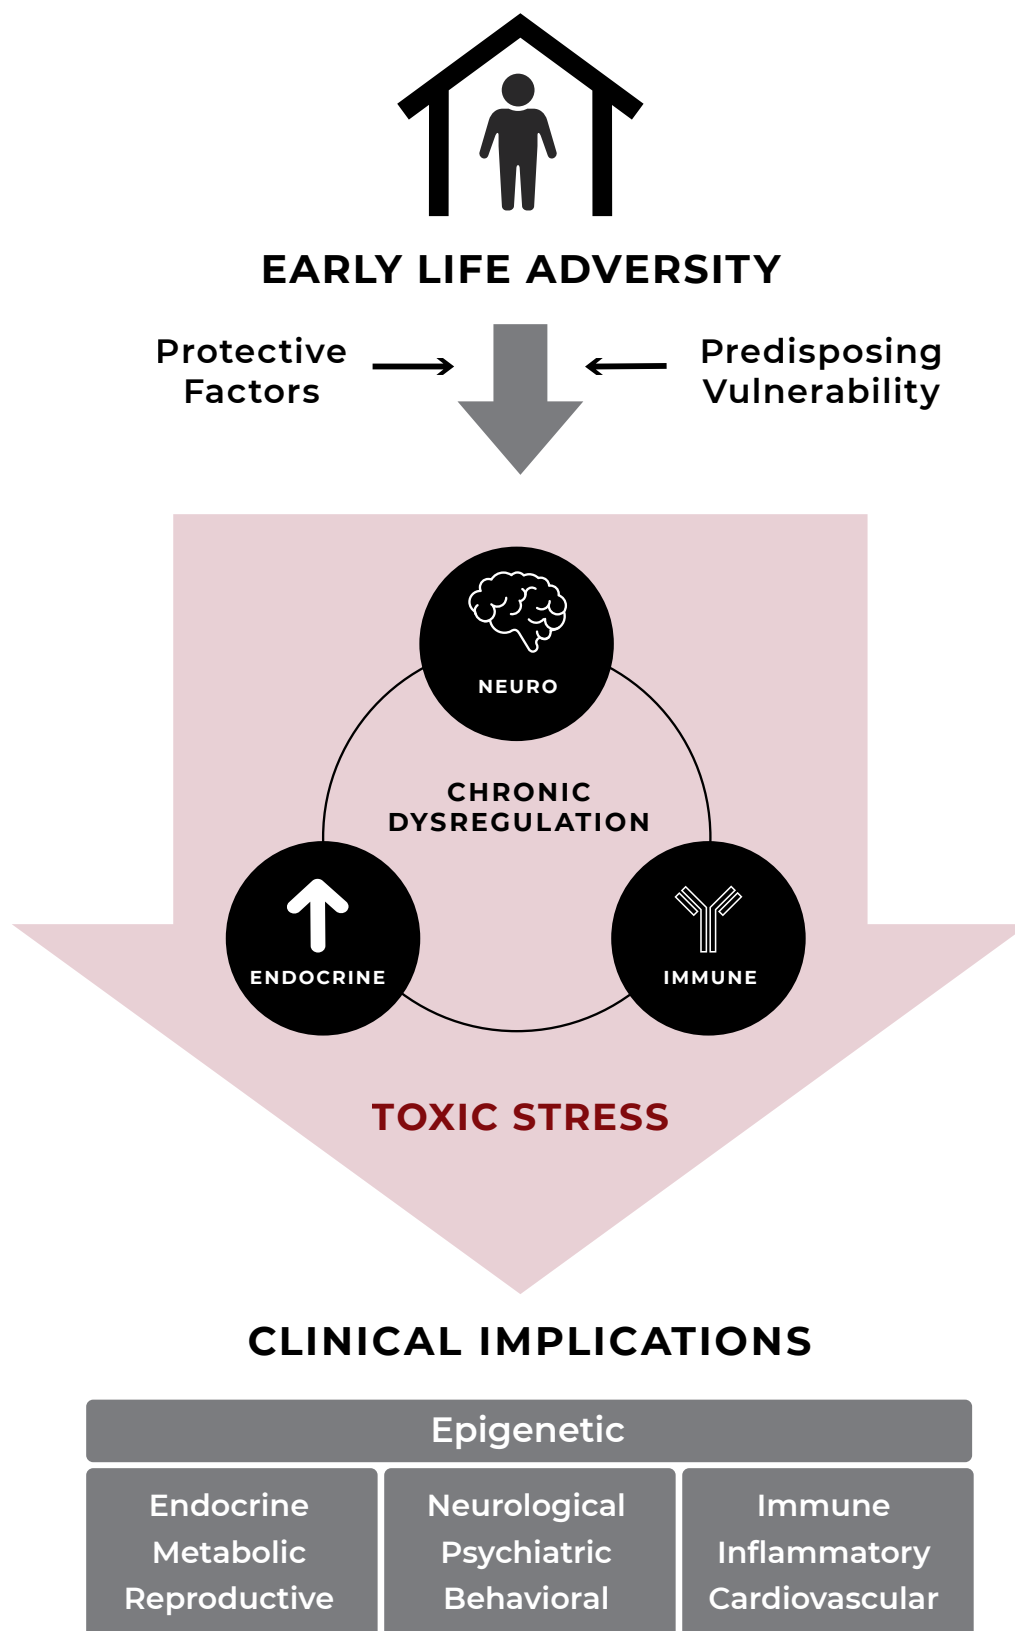 EARLY LIFE ADVERSITY
Protective
Factors
Predisposing
Vulnerability
NEURO
CHRONIC
DYSREGULATION
ENDOCRINE
IMMUNE
TOXIC STRESS
CLINICAL IMPLICATIONS
Epigenetic
Endocrine
Metabolic
Reproductive
Neurological
Psychiatric
Behavioral
Immune
Inflammatory
Cardiovascular